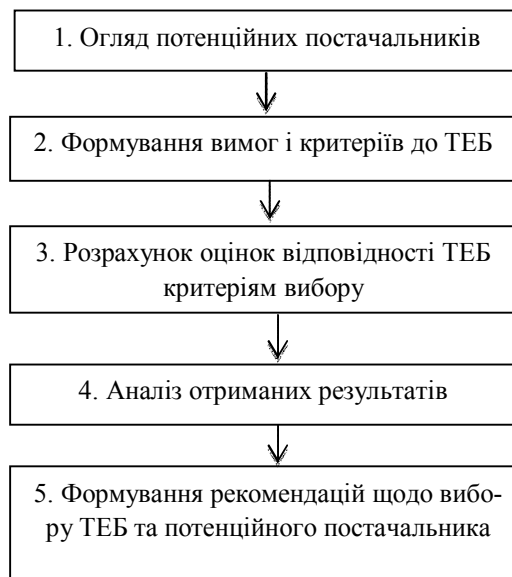 1. Огляд потенційних постачальників
2. Формування вимог і критеріїв до ТЕБ
3. Розрахунок оцінок відповідності ТЕБ
критеріям вибору
4. Аналіз отриманих результатів
5. Формування рекомендацій щодо вибо-
ру ТЕБ та потенційного постачальника